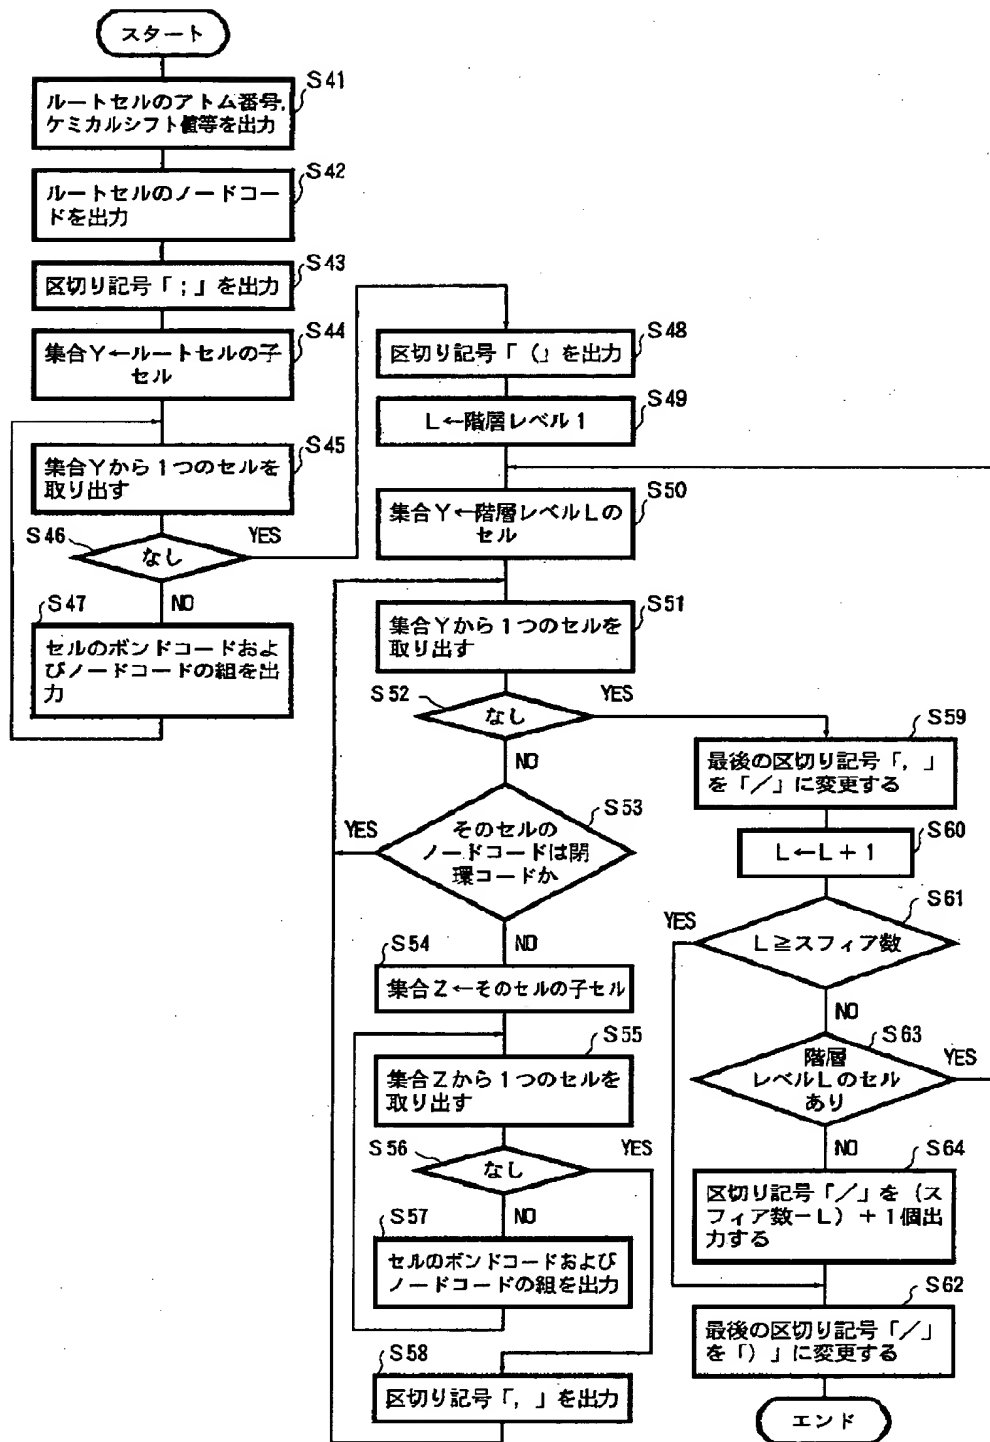 スタート
S41
ルートセルのアトム番号,
ケミカルシフト値等を出力
S42
ルートセルのノードコー
ドを出力
S43
区切り記号「;」を出力
S44
集合Y←ルートセルの子
セル
S45
集合Yから1つのセルを
取り出す
S46
なし
YES
NO
S47
セルのボンドコードおよ
びノードコードの組を出
力
S48
区切り記号「(」を出力
S49
L←階層レベル1
S50
集合Y←階層レベルLの
セル
S51
集合Yから1つのセルを
取り出す
S52
なし
YES
NO
S53
そのセルの
ノードコードは閉
環コードか
YES
NO
S54
集合Z←そのセルの子セル
S55
集合Zから1つのセルを
取り出す
S56
なし
YES
NO
S57
セルのボンドコードおよび
ノードコードの組を出力
S58
区切り記号「,」を出力
S59
最後の区切り記号「,」
を「/」に変更する
S60
L←L+1
S61
L≧スフィア数
YES
NO
S63
階層
レベルLのセル
あり
YES
NO
S64
区切り記号「/」を(ス
フィア数-L)+1個出
力する
S62
最後の区切り記号「/」
を「)」に変更する
エンド